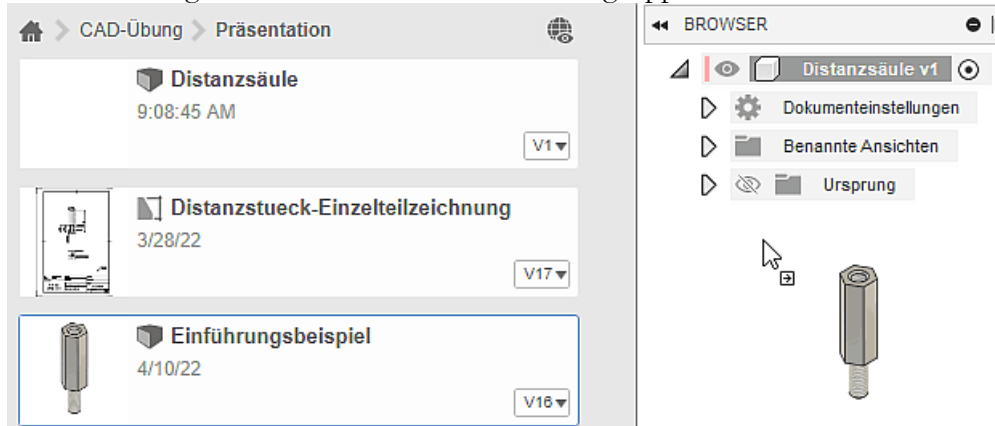 CAD-Übung > Präsentation
Distanzsäule
9:08:45 AM
V1
Distanzstueck-Einzelteilzeichnung
3/28/22
V17
Einführungsbeispiel
4/10/22
V16
BROWSER
Distanzsäule v1
Dokumenteinstellungen
Benannte Ansichten
Ursprung